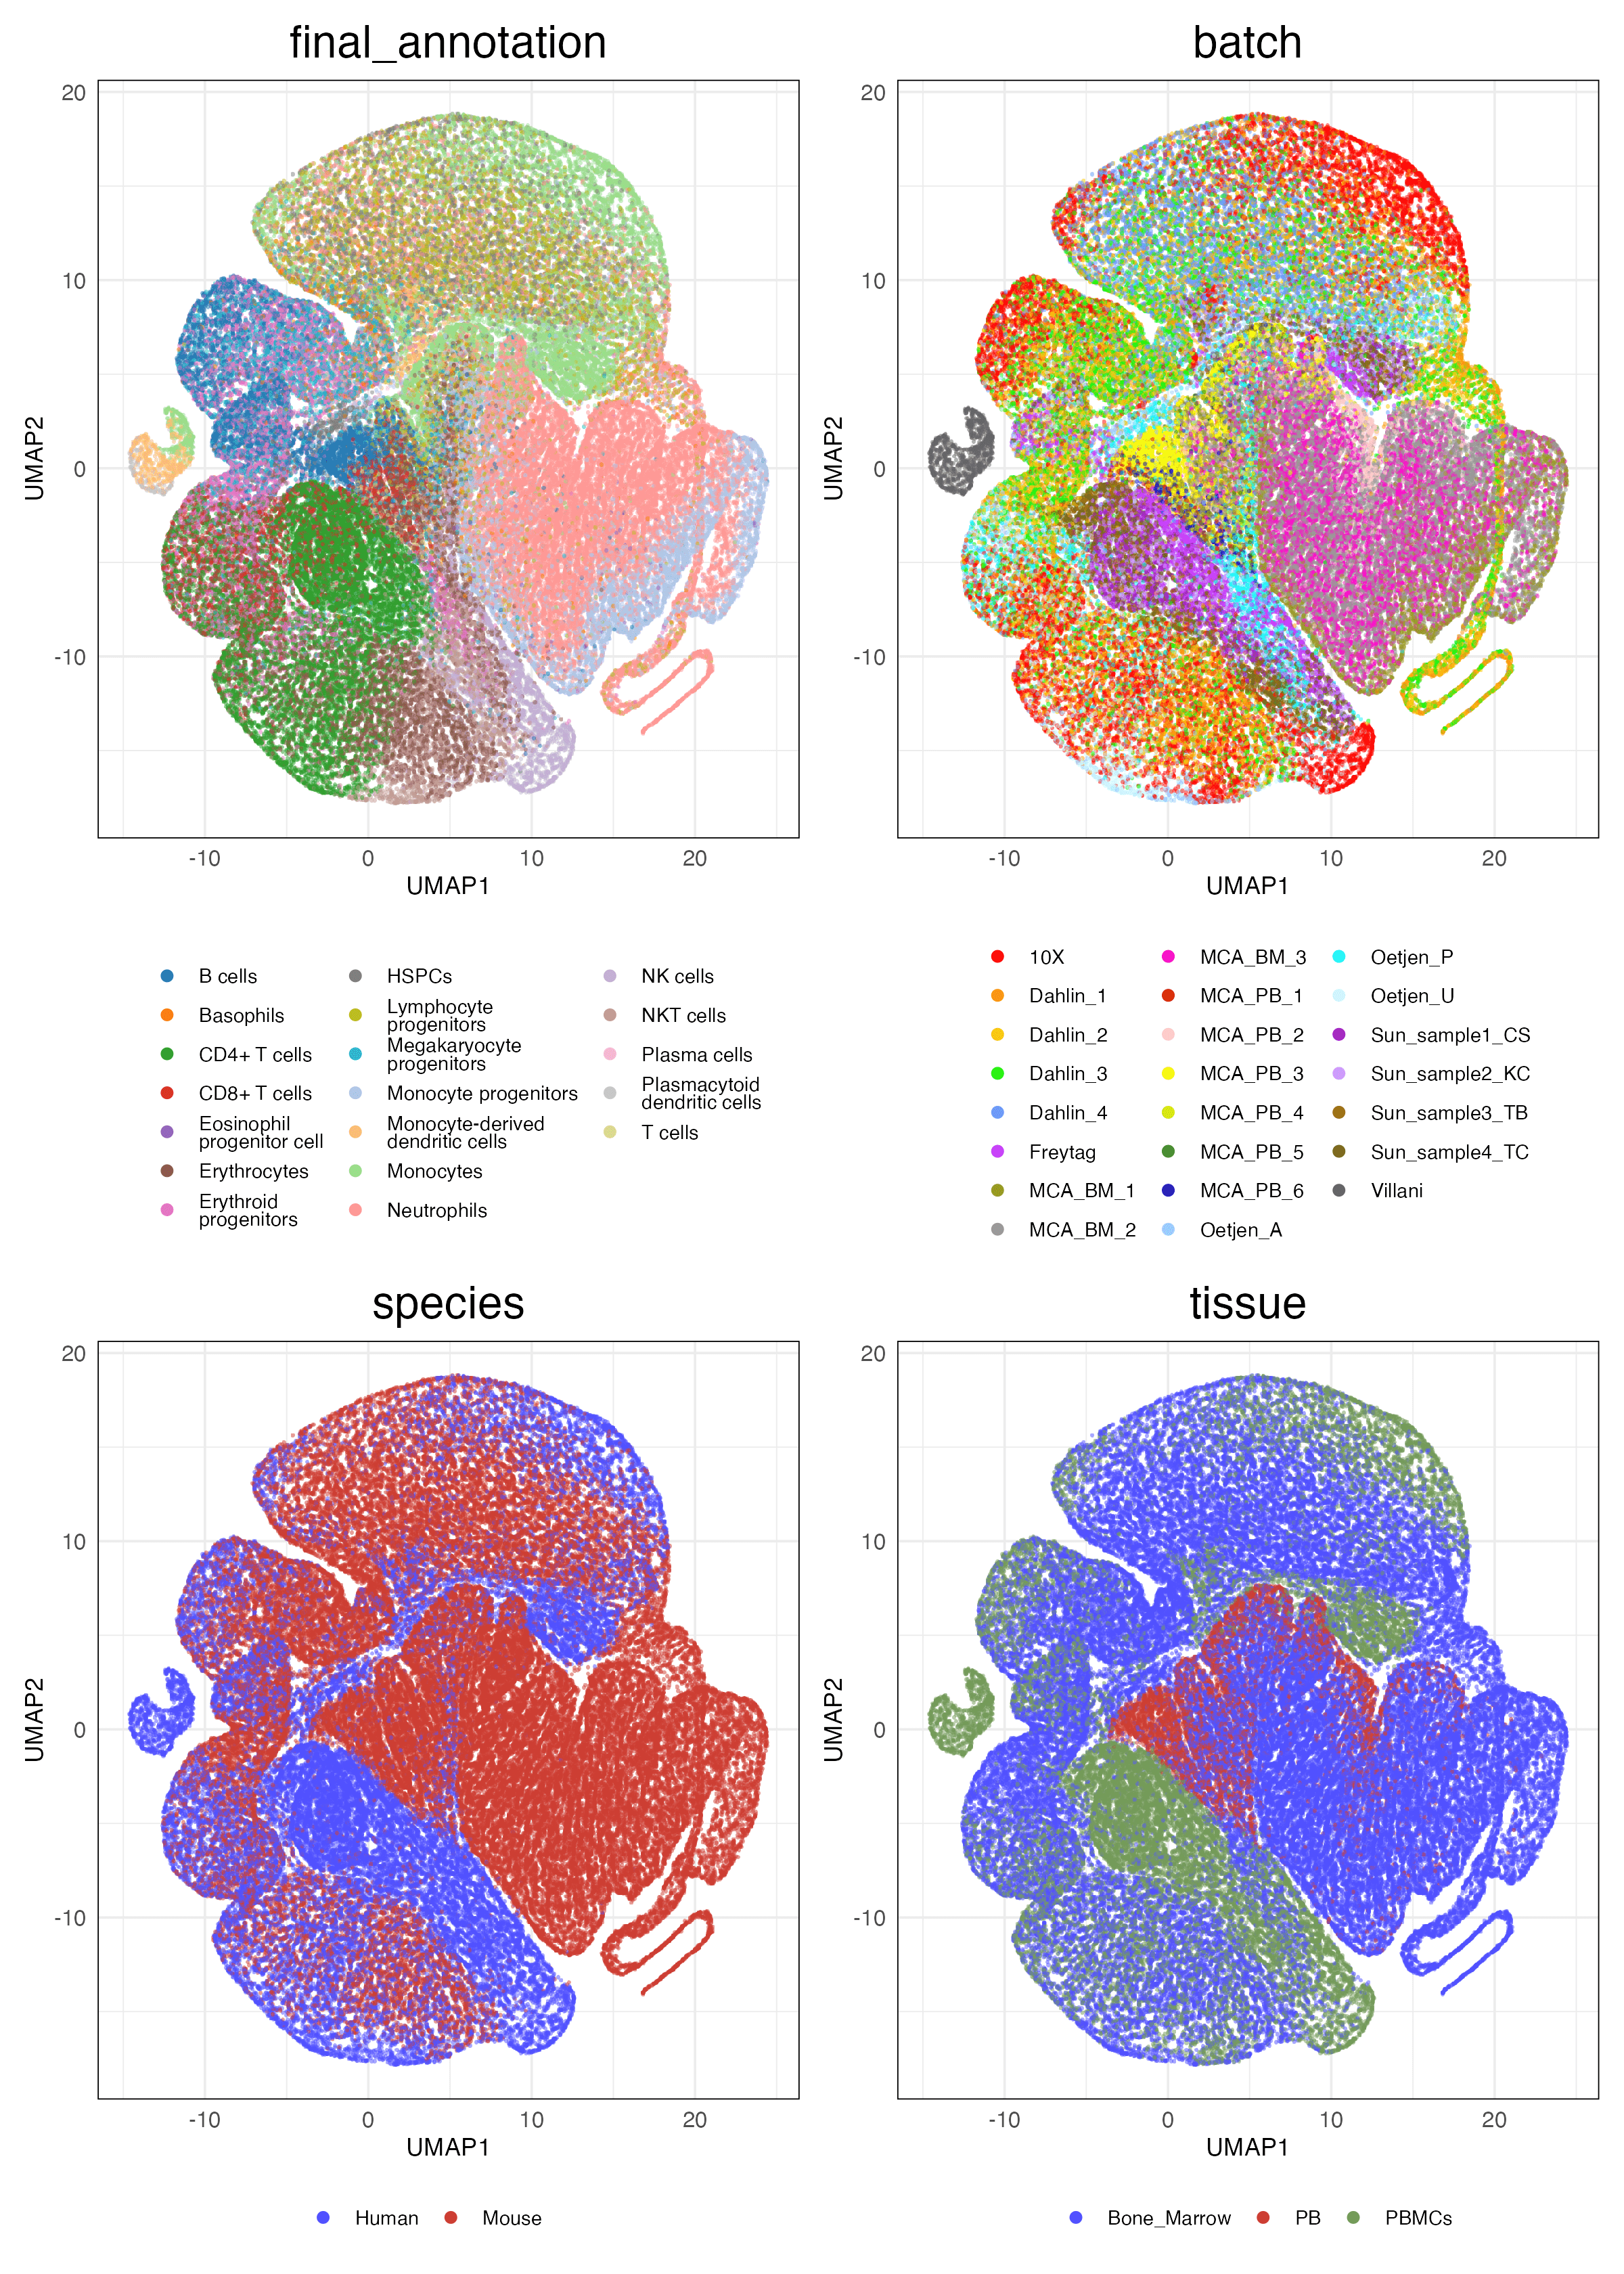 final_annotation
20
10
0
-10
UMAP2
-10 0 10 20
UMAP1
B cells
Basophils
CD4+ T cells
CD8+ T cells
Eosinophil
progenitor cell
Erythrocytes
Erythroid
progenitors
HSPCs
Lymphocyte
progenitors
Megakaryocyte
progenitors
Monocyte progenitors
Monocyte-derived
dendritic cells
Monocytes
Neutrophils
NK cells
NKT cells
Plasma cells
Plasmacytoid
dendritic cells
T cells
batch
20
10
0
-10
UMAP2
-10 0 10 20
UMAP1
10X
Dahlin_1
Dahlin_2
Dahlin_3
Dahlin_4
Freytag
MCA_BM_1
MCA_BM_2
MCA_BM_3
MCA_PB_1
MCA_PB_2
MCA_PB_3
MCA_PB_4
MCA_PB_5
MCA_PB_6
Oetjen_A
Oetjen_P
Oetjen_U
Sun_sample1_CS
Sun_sample2_KC
Sun_sample3_TB
Sun_sample4_TC
Villani
species
20
10
0
-10
UMAP2
-10 0 10 20
UMAP1
Human Mouse
tissue
20
10
0
-10
UMAP2
-10 0 10 20
UMAP1
Bone_Marrow PB PBMCs